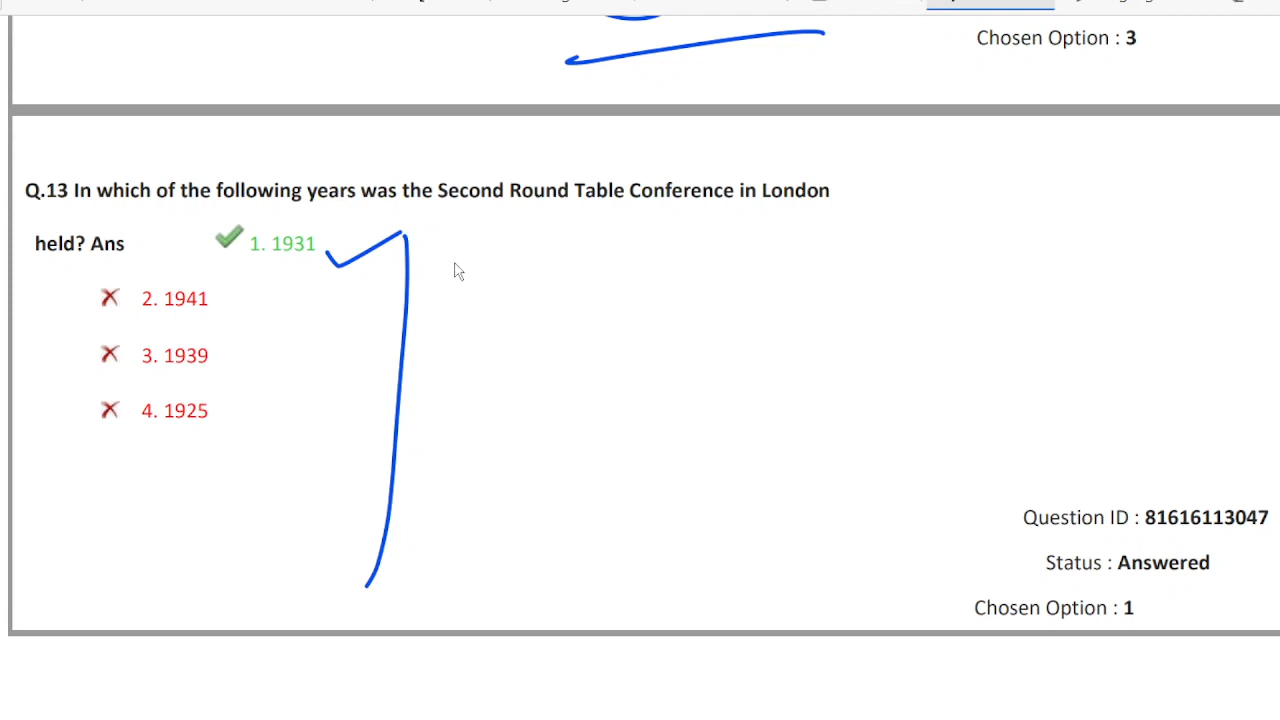 Chosen Option : 3
Q.13 In which of the following years was the Second Round Table Conference in London
held? Ans 1. 1931
2. 1941
3. 1939
4. 1925
Question ID : 81616113047
Status : Answered
Chosen Option : 1